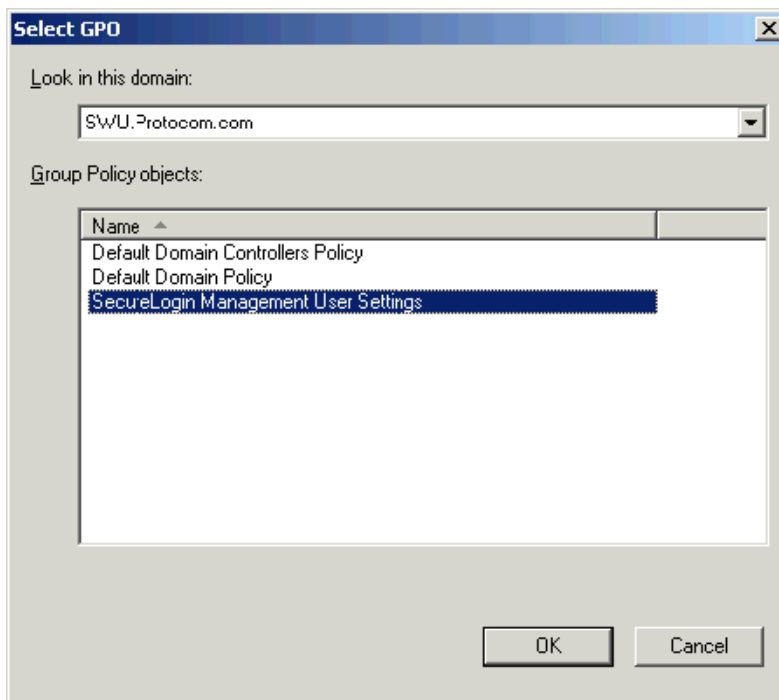 Select GPO
Look in this domain:
SWU.Protocom.com
Group Policy objects:
Name
Default Domain Controllers Policy
Default Domain Policy
SecureLogin Management User Settings
OK Cancel